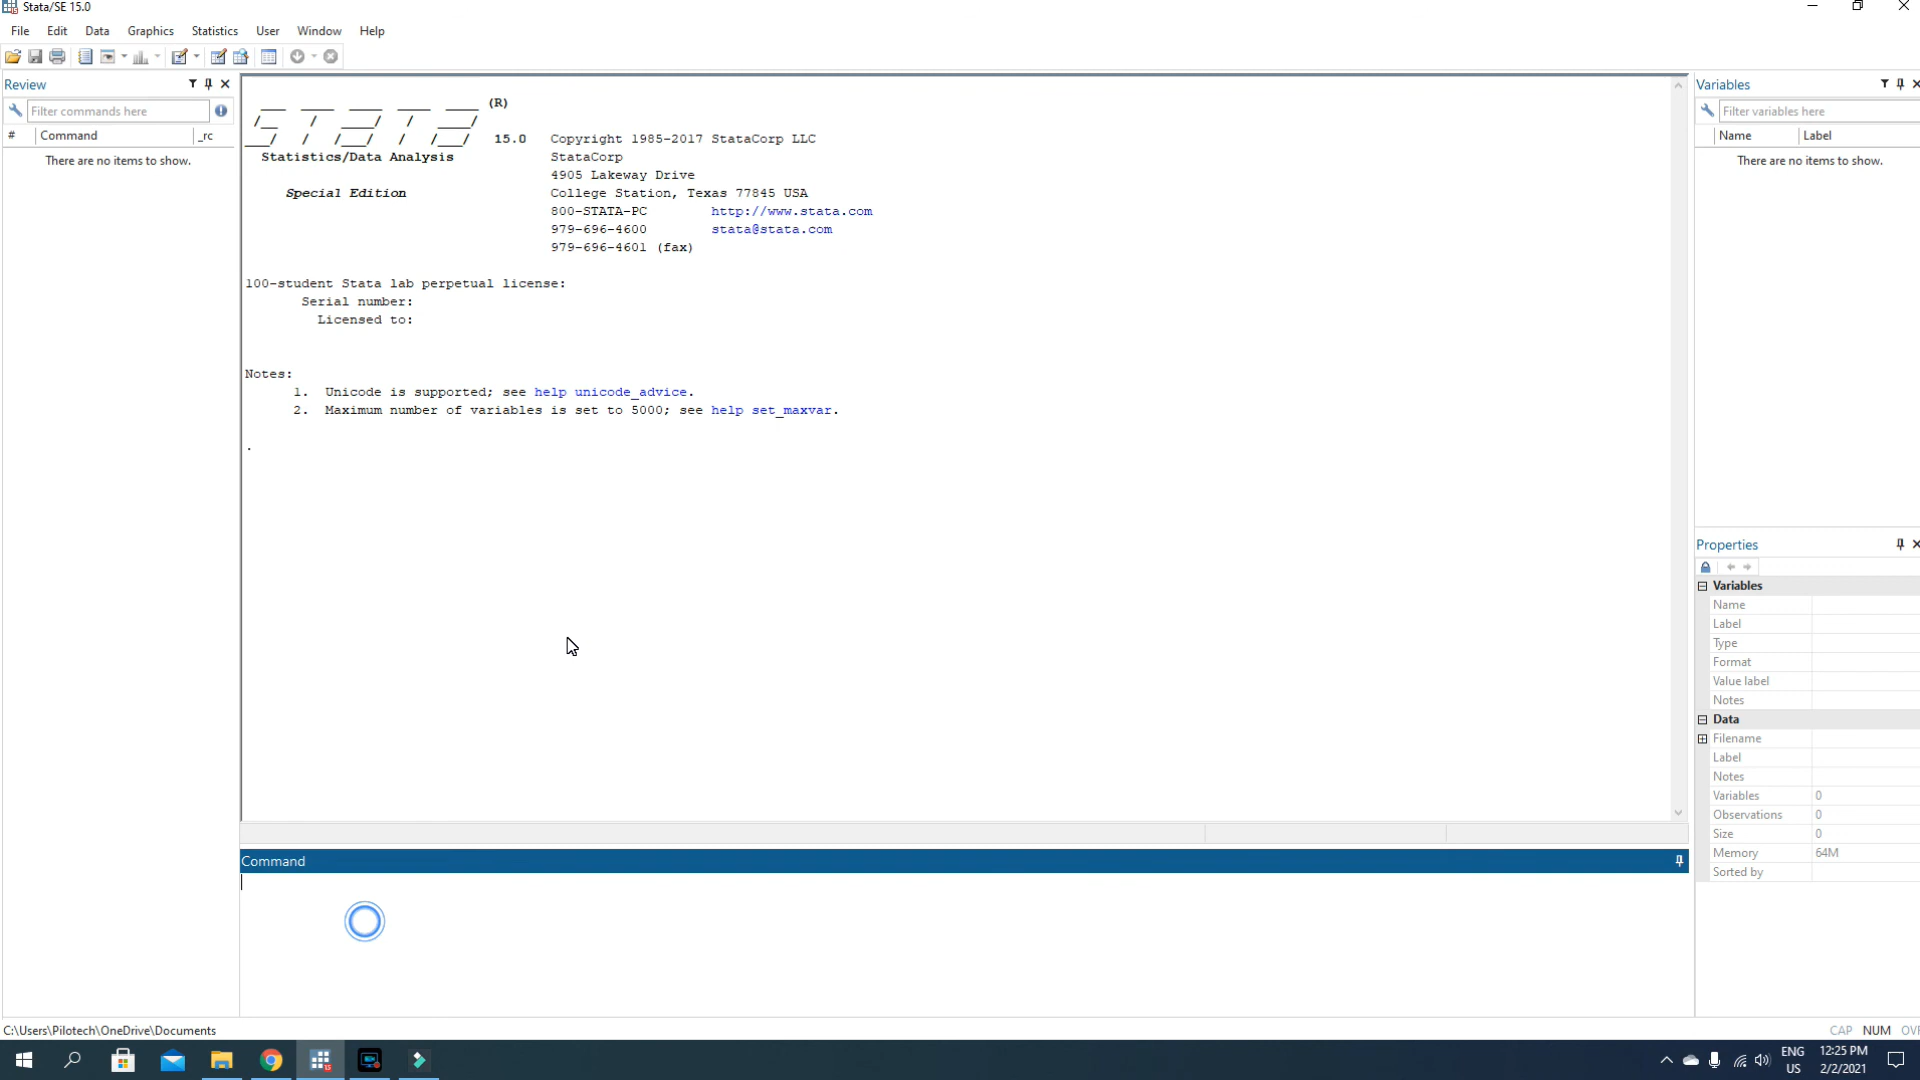 Stata/SE 15.0
File Edit Data Graphics Statistics User Window Help
Review
Filter commands here
# Command _rc
There are no items to show.
(R)
15.0 Copyright 1985-2017 StataCorp LLC
Statistics/Data Analysis StataCorp
4905 Lakeway Drive
Special Edition College Station, Texas 77845 USA
800-STATA-PC http://www.stata.com
979-696-4600 stata@stata.com
979-696-4601 (fax)
100-student Stata lab perpetual license:
Serial number:
Licensed to:
Notes:
1. Unicode is supported; see help unicode_advice.
2. Maximum number of variables is set to 5000; see help set_maxvar.
.
Command
Variables
Filter variables here
Name Label
There are no items to show.
Properties
Variables
Name
Label
Type
Format
Value label
Notes
Data
Filename
Label
Notes
Variables 0
Observations 0
Size 0
Memory 64M
Sorted by
C:\Users\Pilotech\OneDrive\Documents
CAP NUM OVR
ENG 12:25 PM
US 2/2/2021